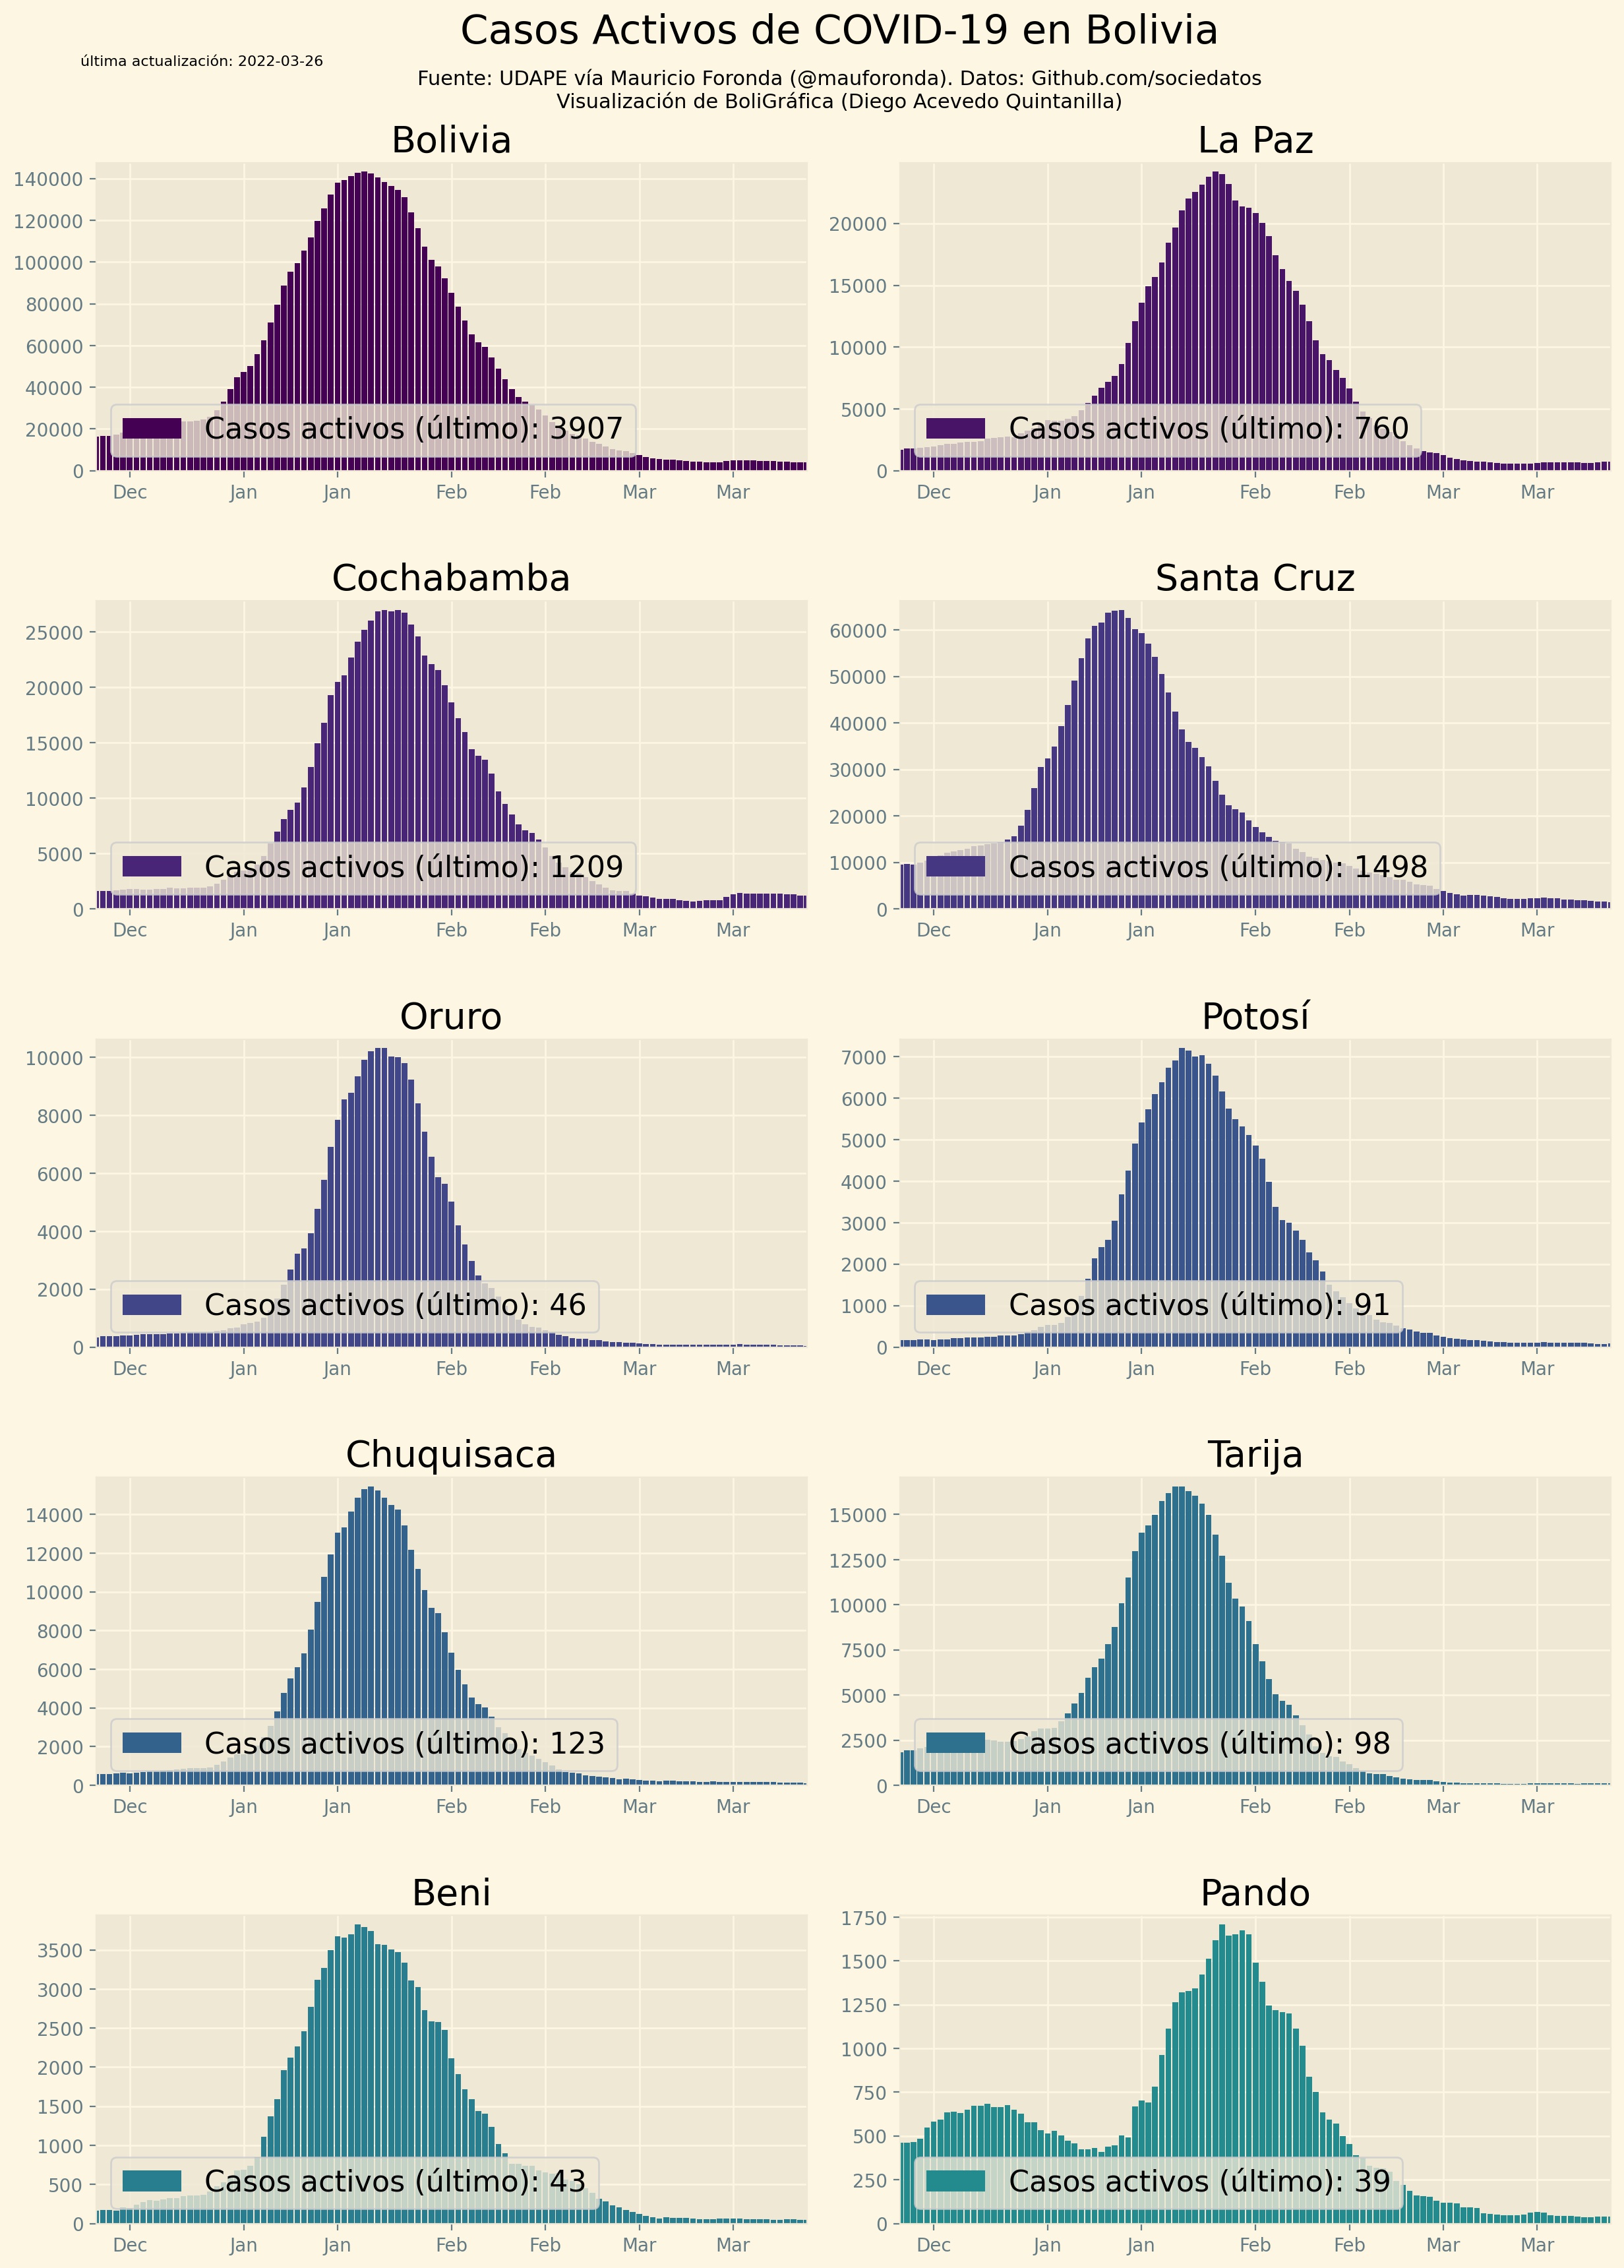 Casos Activos de COVID-19 en Bolivia
última actualización: 2022-03-26
Fuente: UDAPE vía Mauricio Foronda (@mauforonda). Datos: Github.com/sociedatos
Visualización de BoliGráfica (Diego Acevedo Quintanilla)
Bolivia
140000
120000
100000
80000
60000
40000
20000
0
Casos activos (último): 3907
Dec Jan Jan Feb Feb Mar Mar
La Paz
20000
15000
10000
5000
0
Casos activos (último): 760
Dec Jan Jan Feb Feb Mar Mar
Cochabamba
25000
20000
15000
10000
5000
0
Casos activos (último): 1209
Dec Jan Jan Feb Feb Mar Mar
Santa Cruz
60000
50000
40000
30000
20000
10000
0
Casos activos (último): 1498
Dec Jan Jan Feb Feb Mar Mar
Oruro
10000
8000
6000
4000
2000
0
Casos activos (último): 46
Dec Jan Jan Feb Feb Mar Mar
Potosí
7000
6000
5000
4000
3000
2000
1000
0
Casos activos (último): 91
Dec Jan Jan Feb Feb Mar Mar
Chuquisaca
14000
12000
10000
8000
6000
4000
2000
0
Casos activos (último): 123
Dec Jan Jan Feb Feb Mar Mar
Tarija
15000
12500
10000
7500
5000
2500
0
Casos activos (último): 98
Dec Jan Jan Feb Feb Mar Mar
Beni
3500
3000
2500
2000
1500
1000
500
0
Casos activos (último): 43
Dec Jan Jan Feb Feb Mar Mar
Pando
1750
1500
1250
1000
750
500
250
0
Casos activos (último): 39
Dec Jan Jan Feb Feb Mar Mar